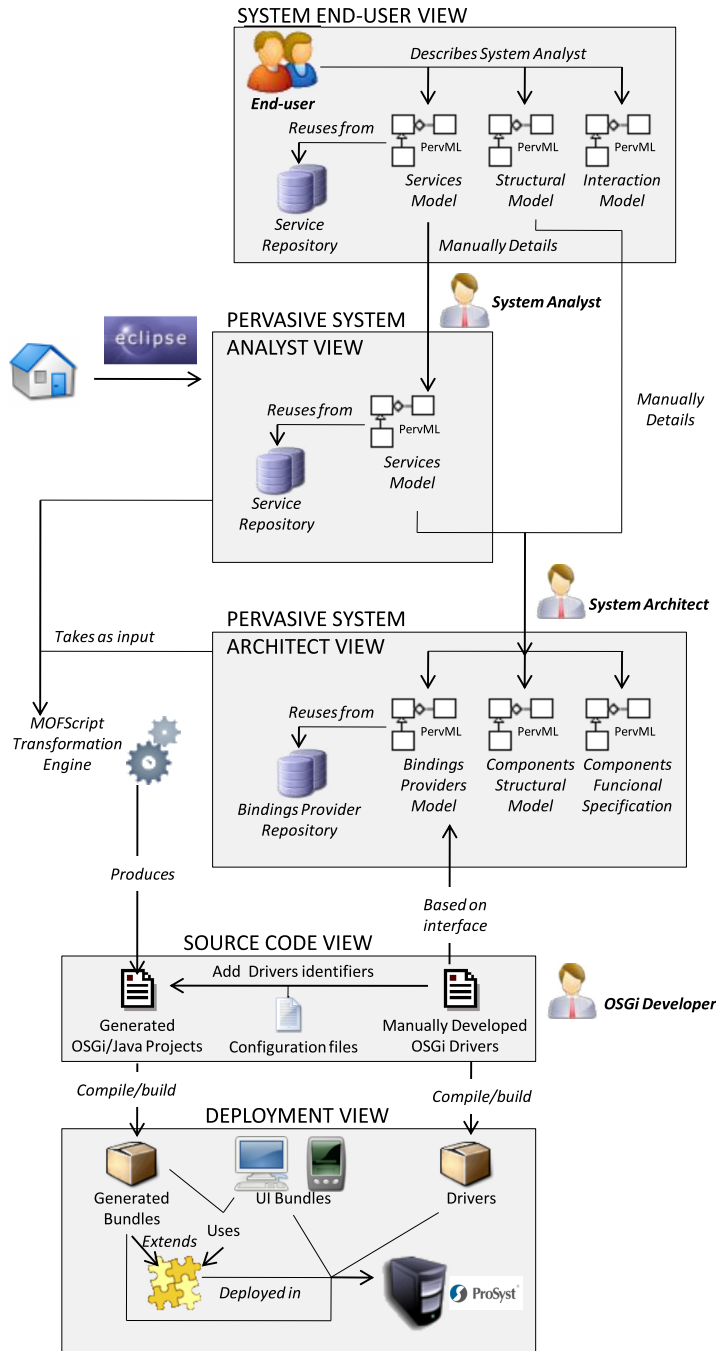 SYSTEM END-USER VIEW
Describes System Analyst
End-user
Reuses from
PervML
PervML
PervML
Services
Model
Structural
Model
Interaction
Model
Service
Repository
Manually Details
System Analyst
eclipse
PERVASIVE SYSTEM
ANALYST VIEW
Reuses from
PervML
Services
Model
Service
Repository
Manually
Details
System Architect
PERVASIVE SYSTEM
ARCHITECT VIEW
Takes as input
MOFScript
Transformation
Engine
Reuses from
PervML
PervML
PervML
Bindings
Providers
Model
Components
Structural
Model
Components
Funcional
Specification
Bindings Provider
Repository
Produces
Based on
interface
SOURCE CODE VIEW
Add Drivers identifiers
OSGi Developer
Generated
OSGi/Java Projects
Configuration files
Manually Developed
OSGi Drivers
Compile/build
Compile/build
DEPLOYMENT VIEW
Generated
Bundles
UI Bundles
Drivers
Extends
Uses
Deployed in
ProSyst